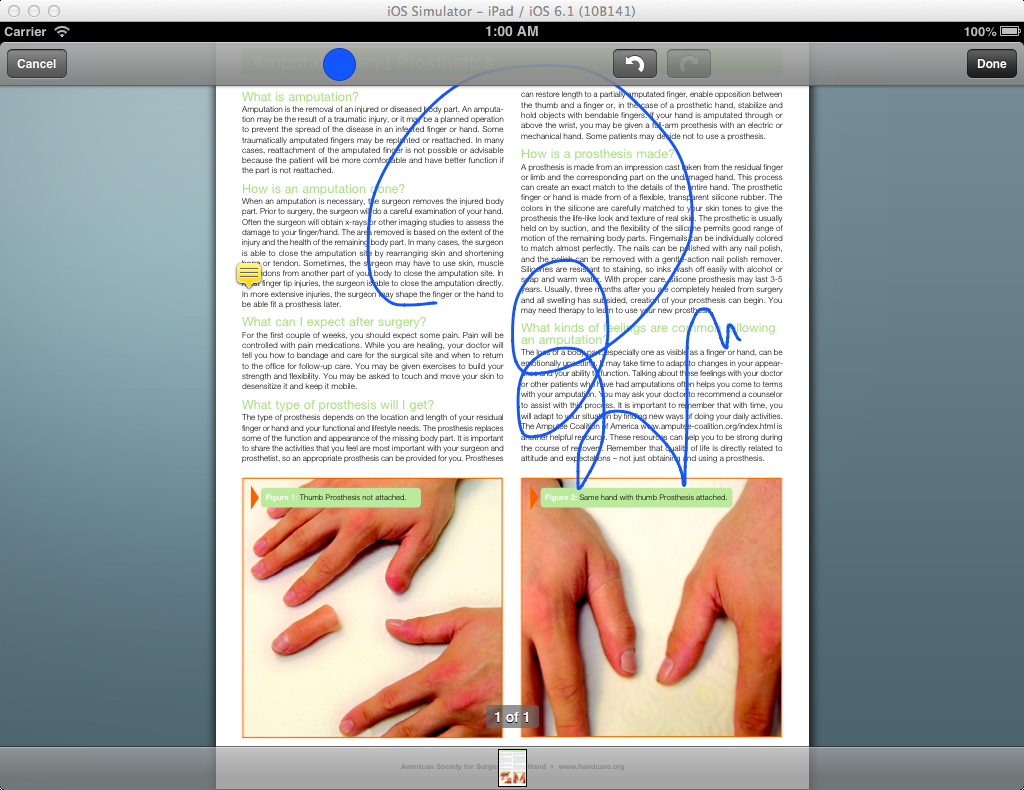 iOS Simulator – iPad / iOS 6.1 (10B141)
Carrier 1:00 AM 100%
Cancel Done
Amputation and Prosthetics
What is amputation?
Amputation is the removal of an injured or diseased body part. An amputa-
tion may be the result of a traumatic injury, or it may be a planned operation
to prevent the spread of the disease in an infected finger or hand. Some
traumatically amputated fingers may be replanted or reattached. In many
cases, reattachment of the amputated finger is not possible or advisable
because the patient will be more comfortable and have better function if
the part is not reattached.
How is an amputation done?
When an amputation is necessary, the surgeon removes the injured body
part. Prior to surgery, the surgeon will do a careful examination of your hand.
Often the surgeon will obtain x-rays or other imaging studies to assess the
damage to your finger/hand. The area removed is based on the extent of the
injury and the health of the remaining body part. In many cases, the surgeon
is able to close the amputation site by rearranging skin and shortening
or tendon. Sometimes, the surgeon may have to use skin, muscle
tendons from another part of your body to close the amputation site. In
finger tip injuries, the surgeon is able to close the amputation directly.
In more extensive injuries, the surgeon may shape the finger or the hand to
be able fit a prosthesis later.
What can I expect after surgery?
For the first couple of weeks, you should expect some pain. Pain will be
controlled with pain medications. While you are healing, your doctor will
tell you how to bandage and care for the surgical site and when to return
to the office for follow-up care. You may be given exercises to build your
strength and flexibility. You may be asked to touch and move your skin to
desensitize it and keep it mobile.
What type of prosthesis will I get?
The type of prosthesis depends on the location and length of your residual
finger or hand and your functional and lifestyle needs. The prosthesis replaces
some of the function and appearance of the missing body part. It is important
to share the activities that you feel are most important with your surgeon and
prosthetist, so an appropriate prosthesis can be provided for you. Prostheses
can restore length to a partially amputated finger, enable opposition between
the thumb and a finger or, in the case of a prosthetic hand, stabilize and
hold objects with bendable fingers. If your hand is amputated through or
above the wrist, you may be given a full-arm prosthesis with an electric or
mechanical hand. Some patients may decide not to use a prosthesis.
How is a prosthesis made?
A prosthesis is made from an impression cast taken from the residual finger
or limb and the corresponding part on the undamaged hand. This process
can create an exact match to the details of the entire hand. The prosthetic
finger or hand is made from of a flexible, transparent silicone rubber. The
colors in the silicone are carefully matched to your skin tones to give the
prosthesis the life-like look and texture of real skin. The prosthetic is usually
held on by suction, and the flexibility of the silicone permits good range of
motion of the remaining body parts. Fingernails can be individually colored
to match almost perfectly. The nails can be polished with any nail polish,
and the polish can be removed with a gentle-action nail polish remover.
Silicones are resistant to staining, so inks wash off easily with alcohol or
soap and warm water. With proper care, silicone prosthesis may last 3-5
years. Usually, three months after you are completely healed from surgery
and all swelling has subsided, creation of your prosthesis can begin. You
may need therapy to learn to use your new prosthesis.
What kinds of feelings are common following
an amputation?
The loss of a body part, especially one as visible as a finger or hand, can be
emotionally upsetting. It may take time to adapt to changes in your appear-
ance and your ability to function. Talking about these feelings with your doctor
or other patients who have had amputations often helps you come to terms
with your amputation. You may ask your doctor to recommend a counselor
to assist with this process. It is important to remember that with time, you
will adapt to your situation by finding new ways of doing your daily activities.
The Amputee Coalition of America www.amputee-coalition.org/index.html is
another helpful resource. These resources can help you to be strong during
the course of recovery. Remember that quality of life is directly related to
attitude and expectations – not just obtaining and using a prosthesis.
Figure 1: Thumb Prosthesis not attached.
Figure 2: Same hand with thumb Prosthesis attached.
1 of 1
American Society for Surge Hand • www.handcare.org